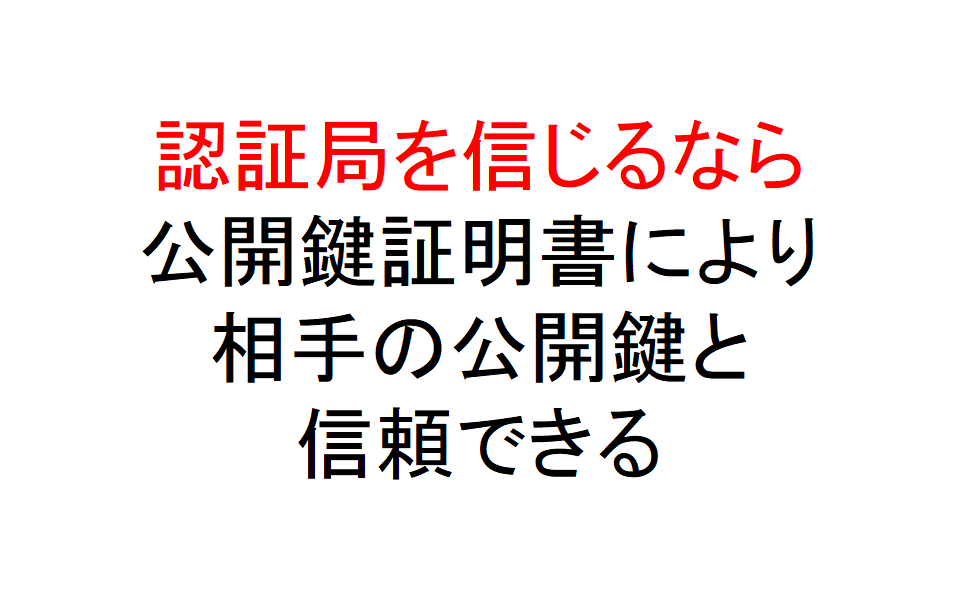 認証局を信じるなら
公開鍵証明書により
相手の公開鍵と
信頼できる